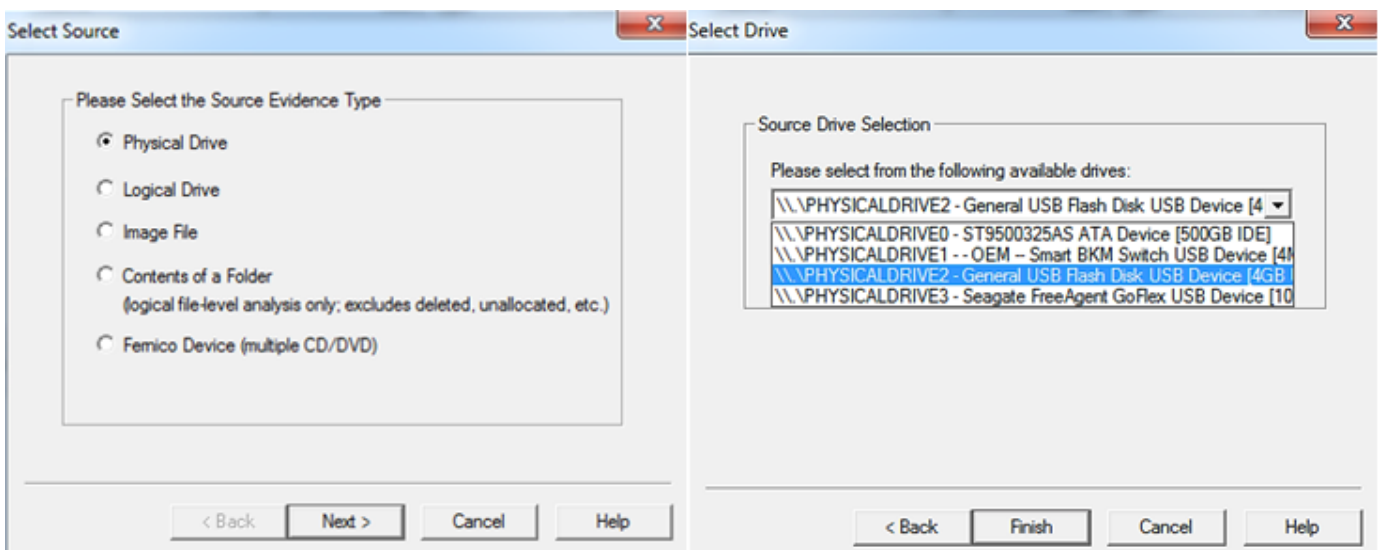 Select Source
Please Select the Source Evidence Type
Physical Drive
Logical Drive
Image File
Contents of a Folder
(logical file-level analysis only; excludes deleted, unallocated, etc.)
Fernico Device (multiple CD/DVD)
< Back Next > Cancel Help
Select Drive
Source Drive Selection
Please select from the following available drives:
\\.\PHYSICALDRIVE2 - General USB Flash Disk USB Device [4
\\.\PHYSICALDRIVE0 - ST9500325AS ATA Device [500GB IDE]
\\.\PHYSICALDRIVE1 - - OEM -- Smart BKM Switch USB Device [4M
\\.\PHYSICALDRIVE2 - General USB Flash Disk USB Device [4GB
\\.\PHYSICALDRIVE3 - Seagate FreeAgent GoFlex USB Device [10
< Back Finish Cancel Help